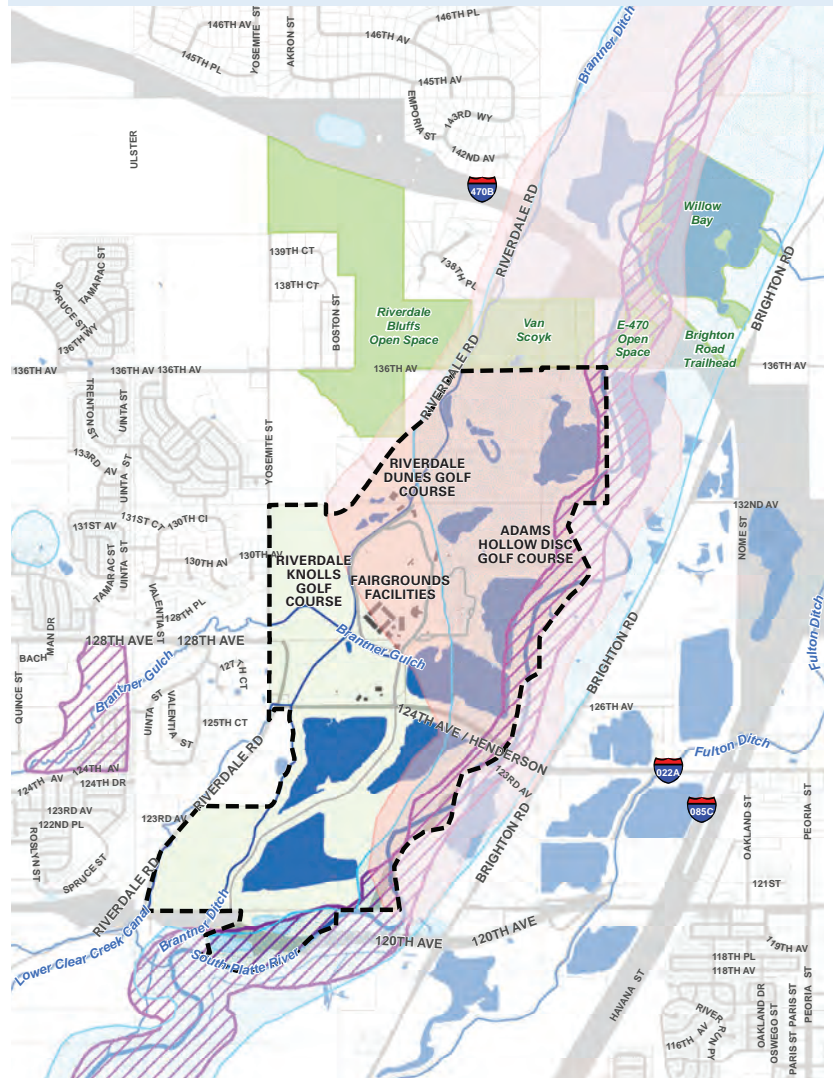 146TH PL
146TH AV
146TH AV
145TH PL
YOSEMITE ST
AKRON ST
145TH AV
EMPORIA ST
143RD WY
142ND AV
Brantner Ditch
ULSTER
470B
RIVERDALE RD
Willow
Bay
139TH CT
138TH CT
138TH PL
BOSTON ST
TAMARAC ST
SPRUCE ST
136TH WY
Riverdale
Bluffs
Open Space
Van
Scoyk
E-470
Open
Space
Brighton
Road
Trailhead
BRIGHTON RD
136TH AV
136TH AV
136TH AV
136TH AV
RIVERDALE RD
TRENTON ST
UINTA ST
133RD AV
UINTA ST
YOSEMITE ST
RIVERDALE
DUNES GOLF
COURSE
132ND AV
NOME ST
131ST AV
131ST CT
130TH CI
130TH AV
130TH AV
ADAMS
HOLLOW DISC
GOLF COURSE
RIVERDALE
KNOLLS
GOLF
COURSE
FAIRGROUNDS
FACILITIES
TAMARAC ST
UINTA ST
VALENTIA ST
128TH PL
MAN DR
128TH AVE
128TH AVE
Brantner Gulch
BACH
QUINCE ST
Brantner Gulch
127TH CT
UINTA ST
VALENTIA ST
125TH CT
BRIGHTON RD
Fulton Ditch
126TH AV
124TH AVE / HENDERSON
Fulton Ditch
022A
085C
124TH AV
124TH AV
124TH DR
RIVERDALE RD
123RD AV
123RD AV
122ND PL
123RD AV
ROSLYN ST
SPRUCE ST
BRIGHTON RD
OAKLAND ST
PEORIA ST
121ST
RIVERDALE RD
Lower Clear Creek Canal
Brantner Ditch
South Platte River
120TH AVE
120TH AVE
119TH AV
118TH PL
118TH AV
HAVANA ST
RIVER
RUN PY
116TH AV
OAKLAND DR
OSWEGO ST
PARIS ST
PARIS ST
PEORIA ST